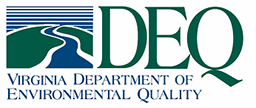 DEQ
VIRGINIA DEPARTMENT OF
ENVIRONMENTAL QUALITY